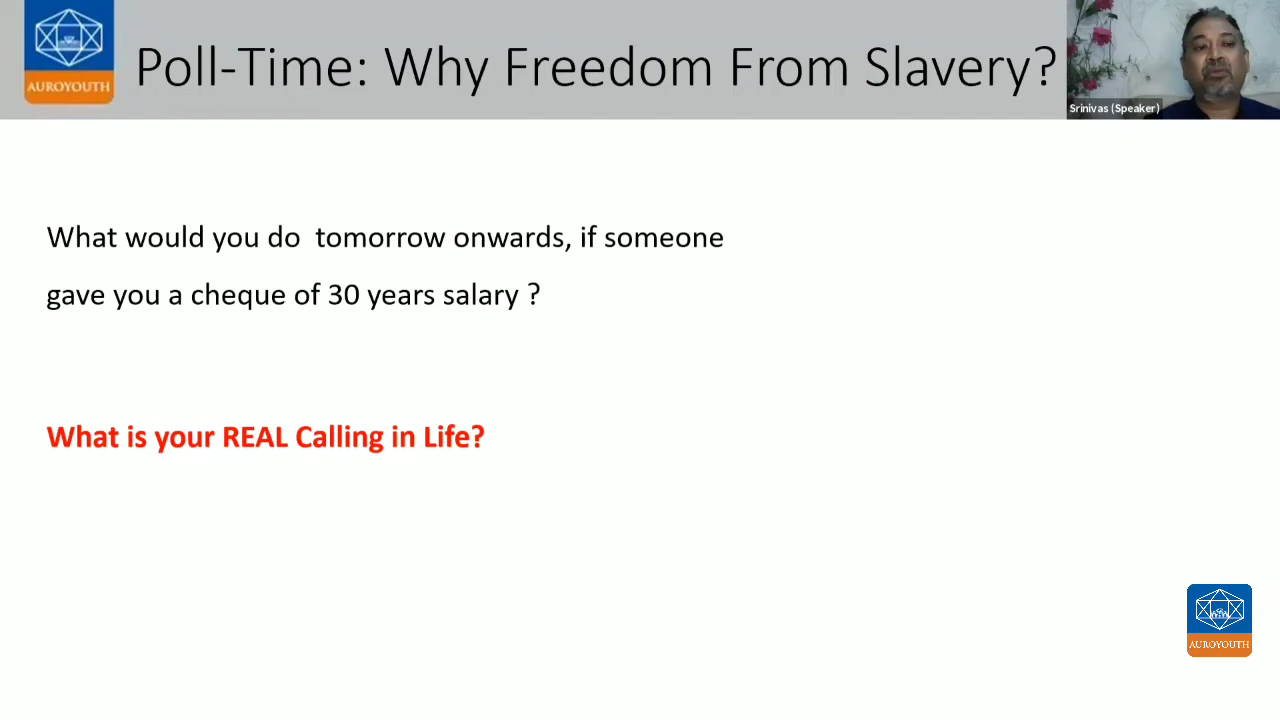 AUROYOUTH
Poll-Time: Why Freedom From Slavery?
Srinivas (Speaker)
What would you do  tomorrow onwards, if someone
gave you a cheque of 30 years salary ?
What is your REAL Calling in Life?
AUROYOUTH